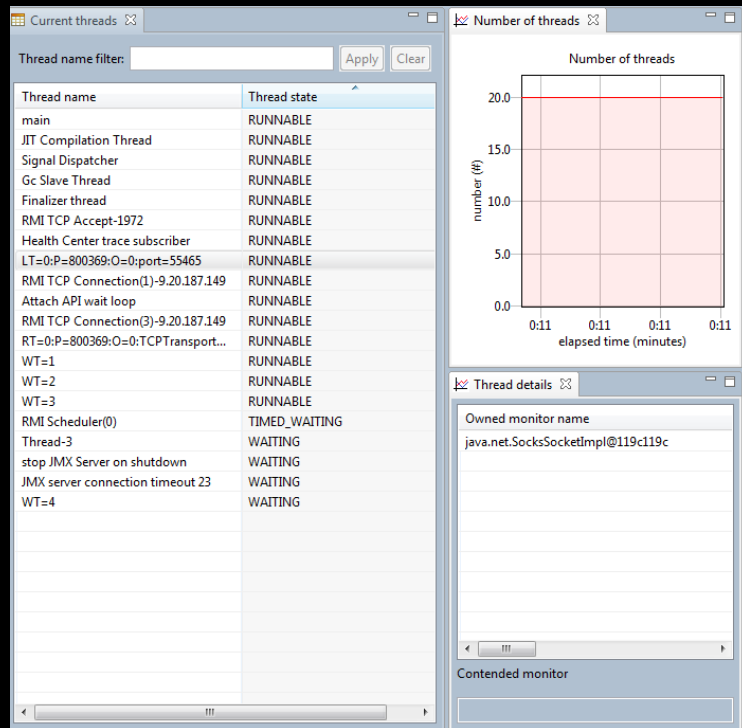 Current threads
Thread name filter:
Apply
Clear
Thread name Thread state
main RUNNABLE
JIT Compilation Thread RUNNABLE
Signal Dispatcher RUNNABLE
Gc Slave Thread RUNNABLE
Finalizer thread RUNNABLE
RMI TCP Accept-1972 RUNNABLE
Health Center trace subscriber RUNNABLE
LT=0:P=800369:O=0:port=55465 RUNNABLE
RMI TCP Connection(1)-9.20.187.149 RUNNABLE
Attach API wait loop RUNNABLE
RMI TCP Connection(3)-9.20.187.149 RUNNABLE
RT=0:P=800369:O=0:TCPTransport... RUNNABLE
WT=1 RUNNABLE
WT=2 RUNNABLE
WT=3 RUNNABLE
RMI Scheduler(0) TIMED_WAITING
Thread-3 WAITING
stop JMX Server on shutdown WAITING
JMX server connection timeout 23 WAITING
WT=4 WAITING
Number of threads
Number of threads
number (#)
20.0
15.0
10.0
5.0
0.0
0:11 0:11 0:11 0:11
elapsed time (minutes)
Thread details
Owned monitor name
java.net.SocksSocketImpl@119c119c
Contended monitor